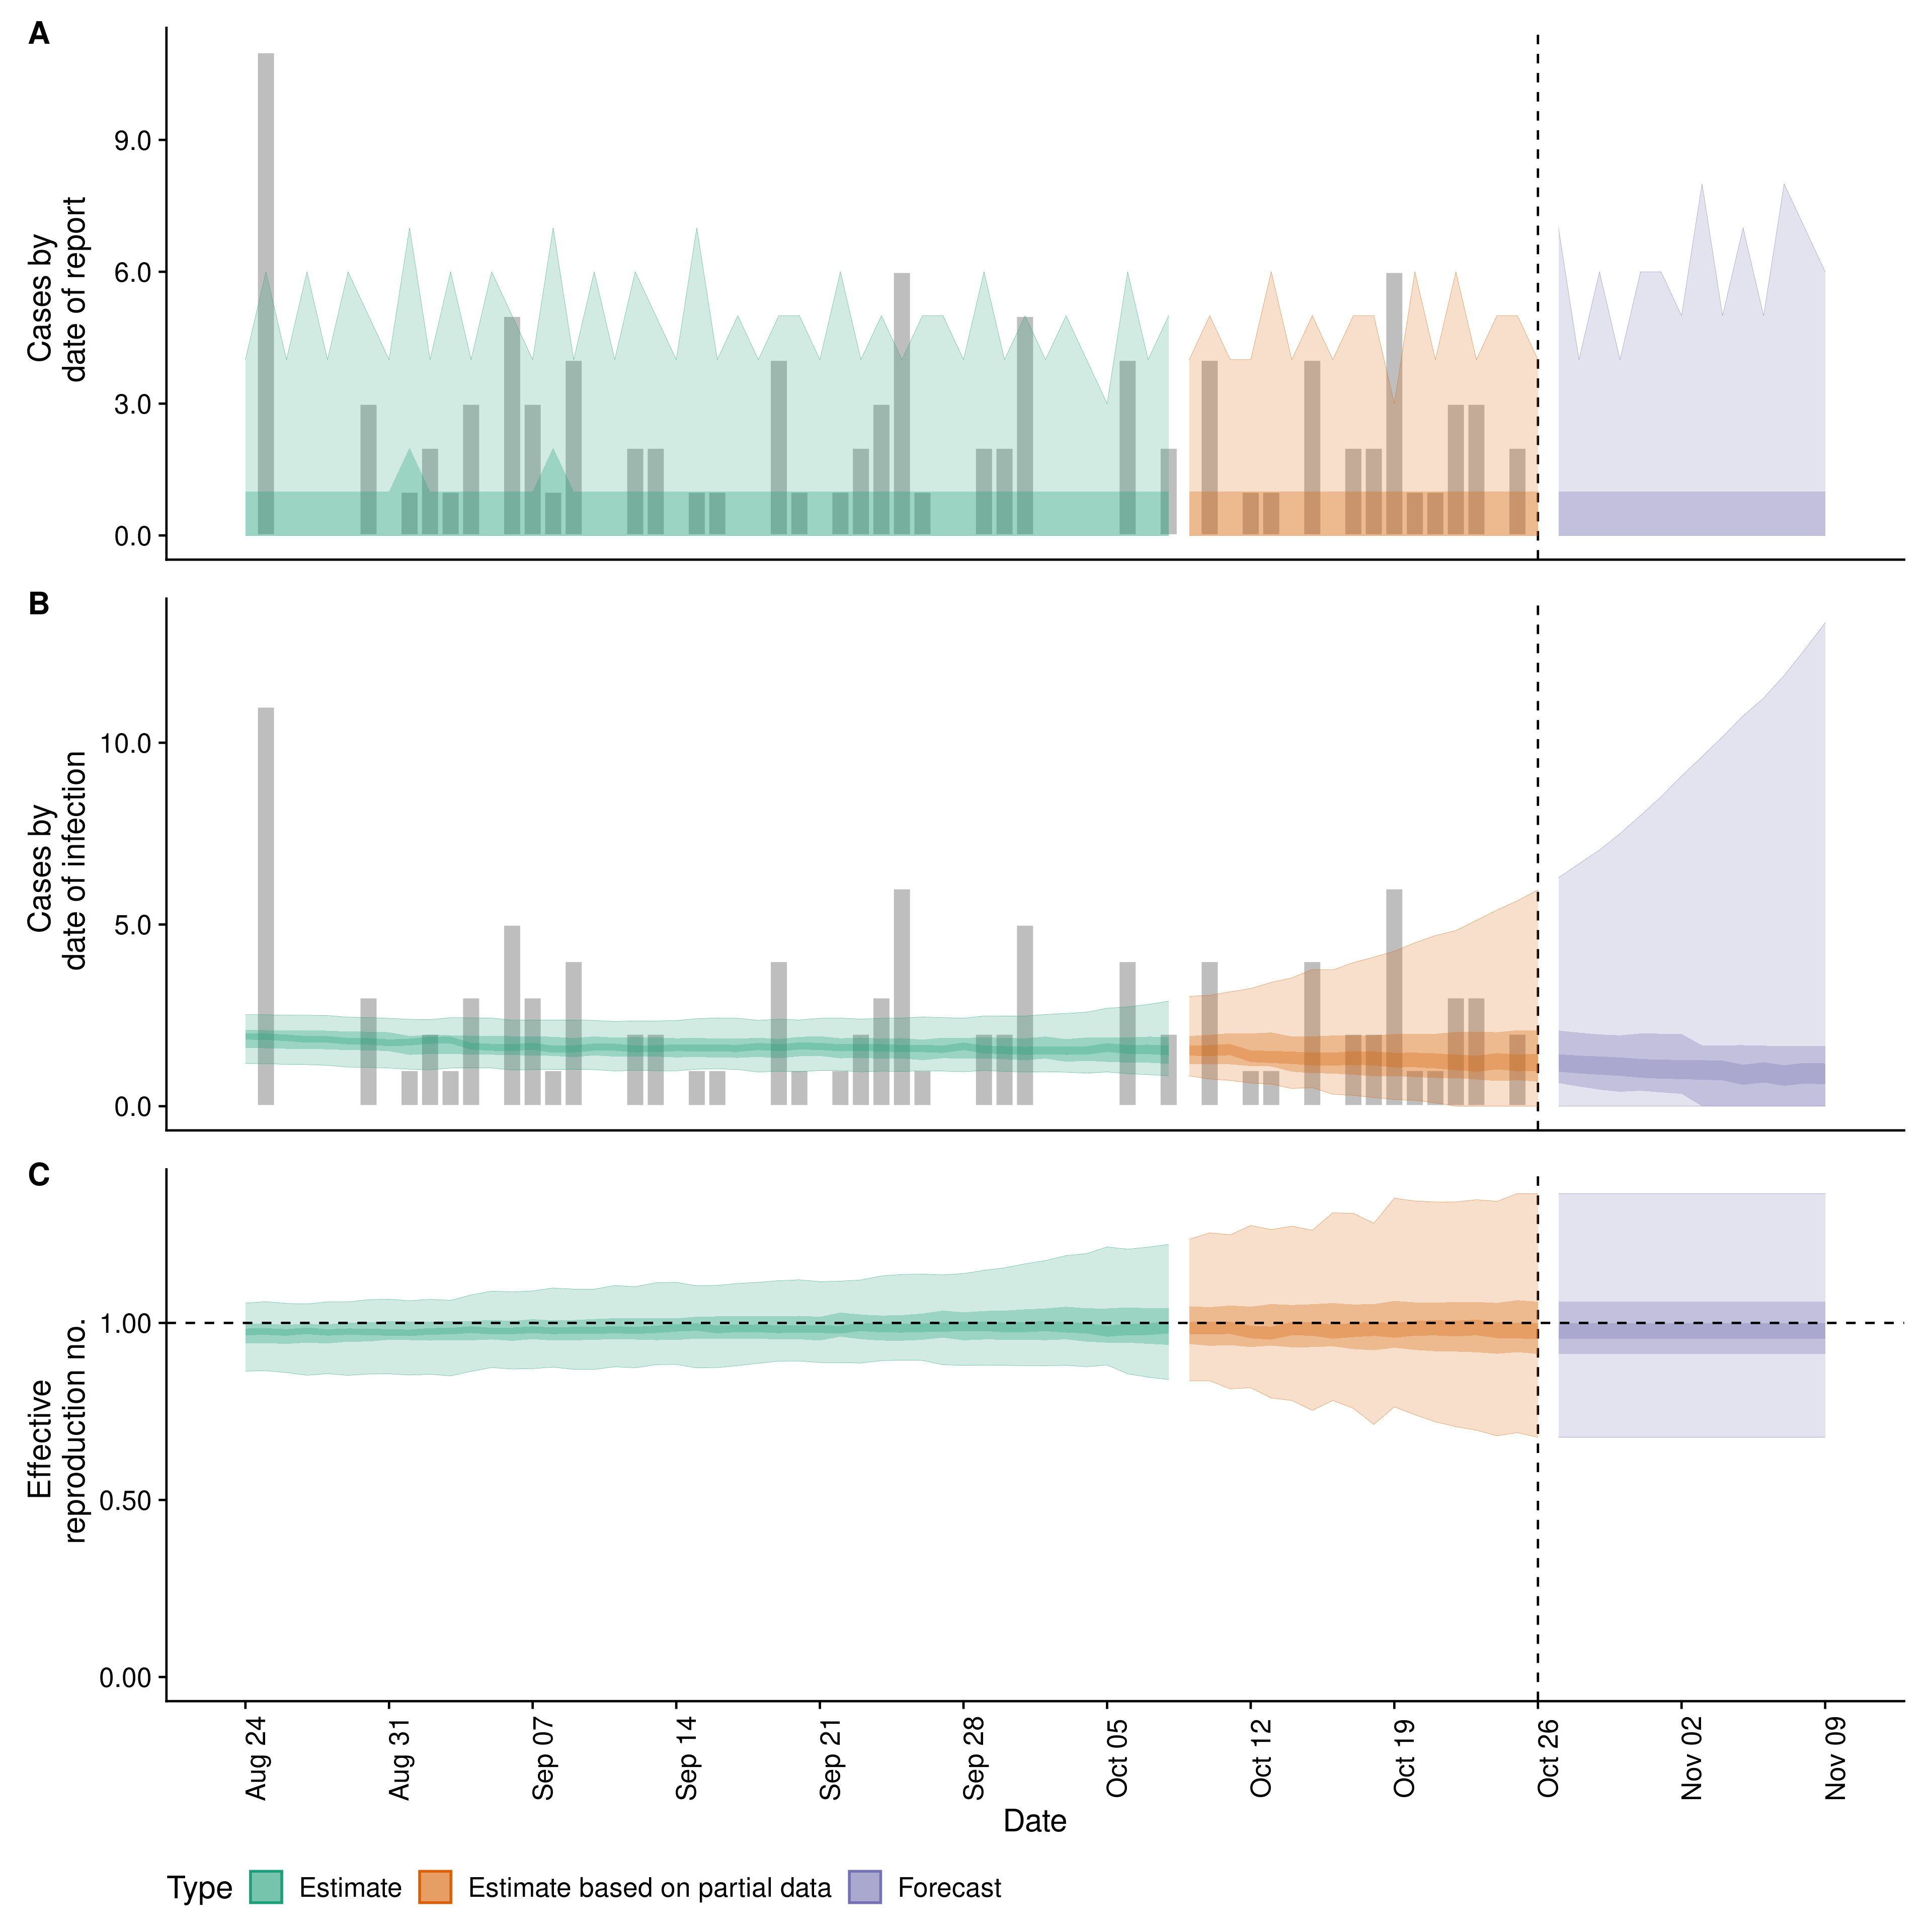 A
Cases by
date of report
9.0
6.0
3.0
0.0
B
Cases by
date of infection
10.0
5.0
0.0
C
Effective
reproduction no.
1.00
0.50
0.00
Aug 24
Aug 31
Sep 07
Sep 14
Sep 21
Sep 28
Oct 05
Oct 12
Oct 19
Oct 26
Nov 02
Nov 09
Date
Type Estimate Estimate based on partial data Forecast